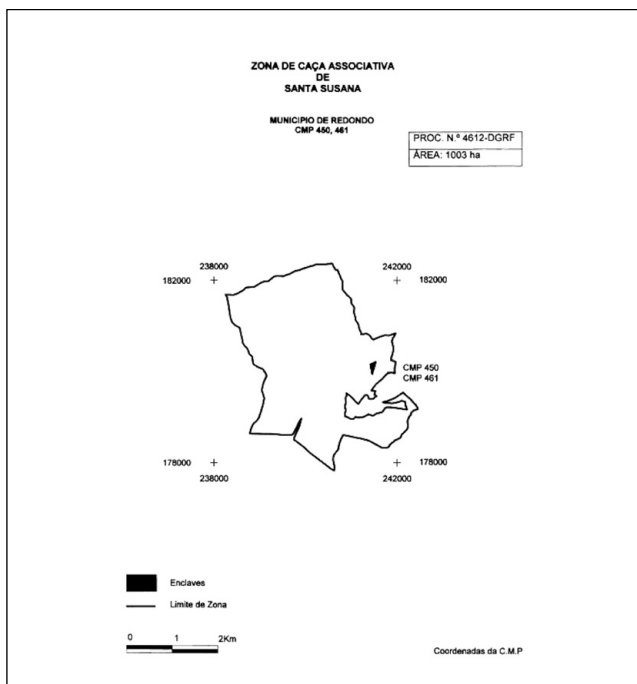 ZONA DE CAÇA ASSOCIATIVA
DE
SANTA SUSANA
MUNICIPIO DE REDONDO
CMP 450, 461
PROC. N.º 4612-DGRF
ÁREA: 1003 ha
238000
242000
182000
182000
CMP 450
CMP 461
178000
178000
238000
242000
Enclaves
Limite de Zona
0 1 2Km
Coordenadas da C.M.P